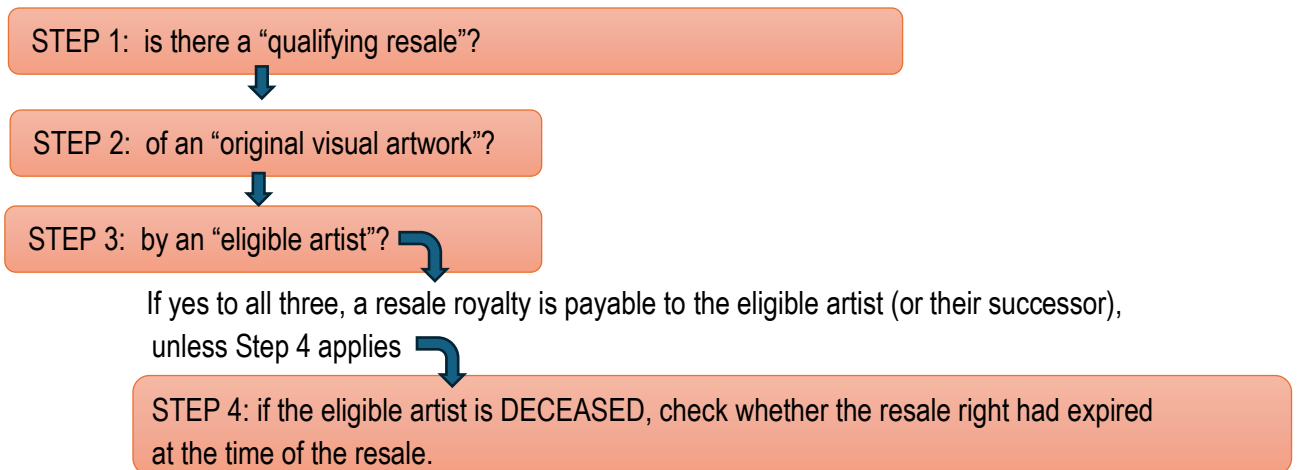 STEP 1: is there a “qualifying resale”?
STEP 2: of an “original visual artwork”?
STEP 3: by an “eligible artist”?
If yes to all three, a resale royalty is payable to the eligible artist (or their successor),
unless Step 4 applies
STEP 4: if the eligible artist is DECEASED, check whether the resale right had expired
at the time of the resale.